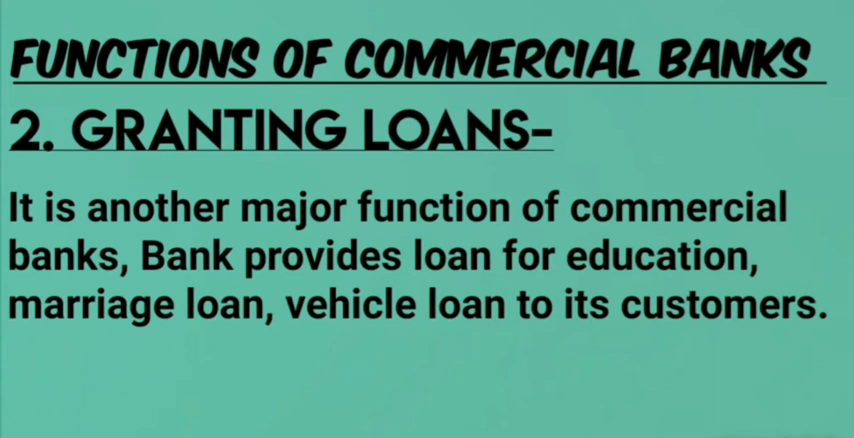 FUNCTIONS OF COMMERCIAL BANKS
2. GRANTING LOANS-
It is another major function of commercial
banks, Bank provides loan for education,
marriage loan, vehicle loan to its customers.